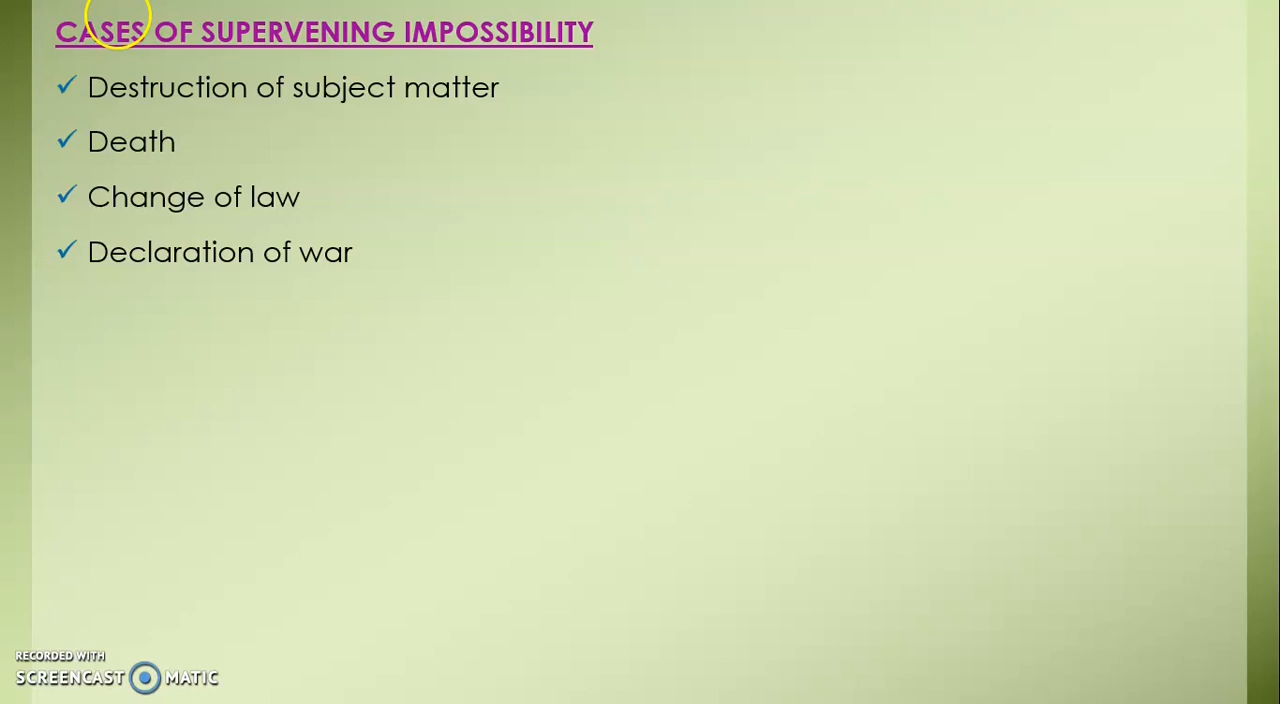 CASES OF SUPERVENING IMPOSSIBILITY
✓ Destruction of subject matter
✓ Death
✓ Change of law
✓ Declaration of war
RECORDED WITH
SCREENCAST MATIC